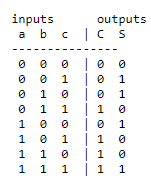 inputs outputs
a b c | C S
---------------
0 0 0 | 0 0
0 0 1 | 0 1
0 1 0 | 0 1
0 1 1 | 1 0
1 0 0 | 0 1
1 0 1 | 1 0
1 1 0 | 1 0
1 1 1 | 1 1